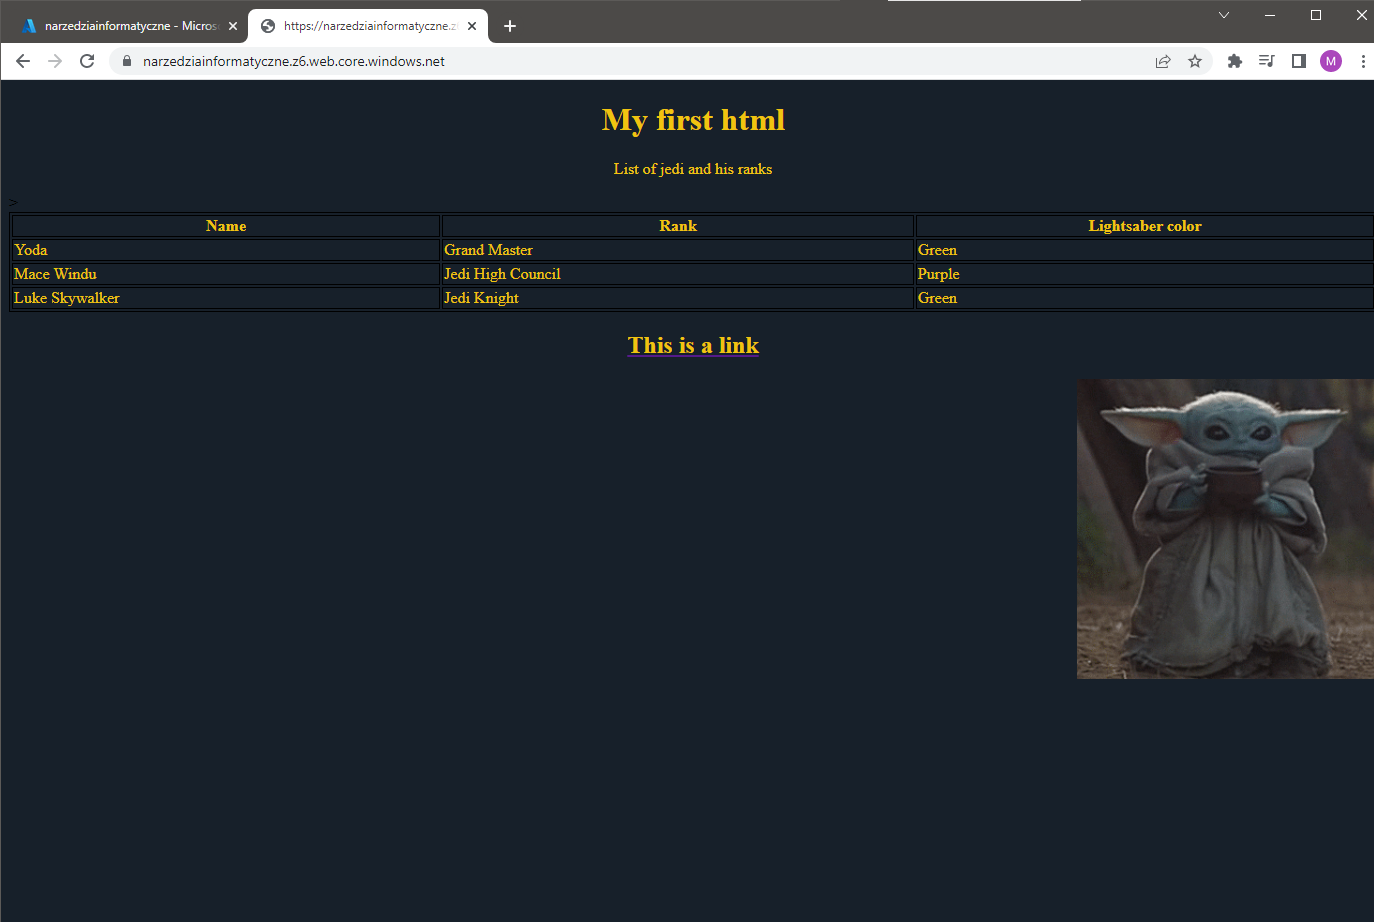 narzedziainformatyczne - Micros
https://narzedziainformatyczne.z
narzedziainformatyczne.z6.web.core.windows.net
M
My first html
List of jedi and his ranks
>
Name Rank Lightsaber color
Yoda Grand Master Green
Mace Windu Jedi High Council Purple
Luke Skywalker Jedi Knight Green
This is a link